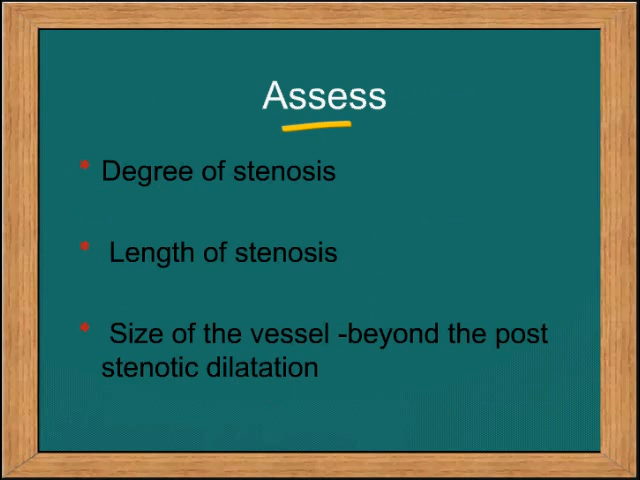 Assess
* Degree of stenosis
* Length of stenosis
* Size of the vessel -beyond the post
stenotic dilatation